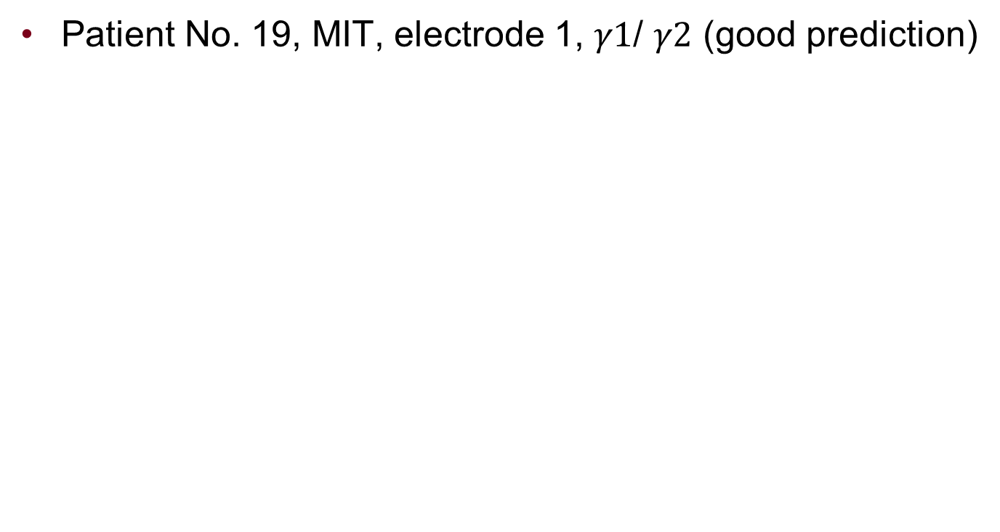 • Patient No. 19, MIT, electrode 1, γ1/ γ2 (good prediction)